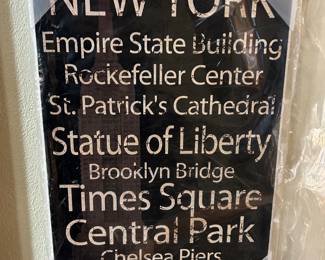 NEW YORK
Empire State Building
Rockefeller Center
St. Patrick's Cathedral
Statue of Liberty
Brooklyn Bridge
Times Square
Central Park
Chelsea Piers